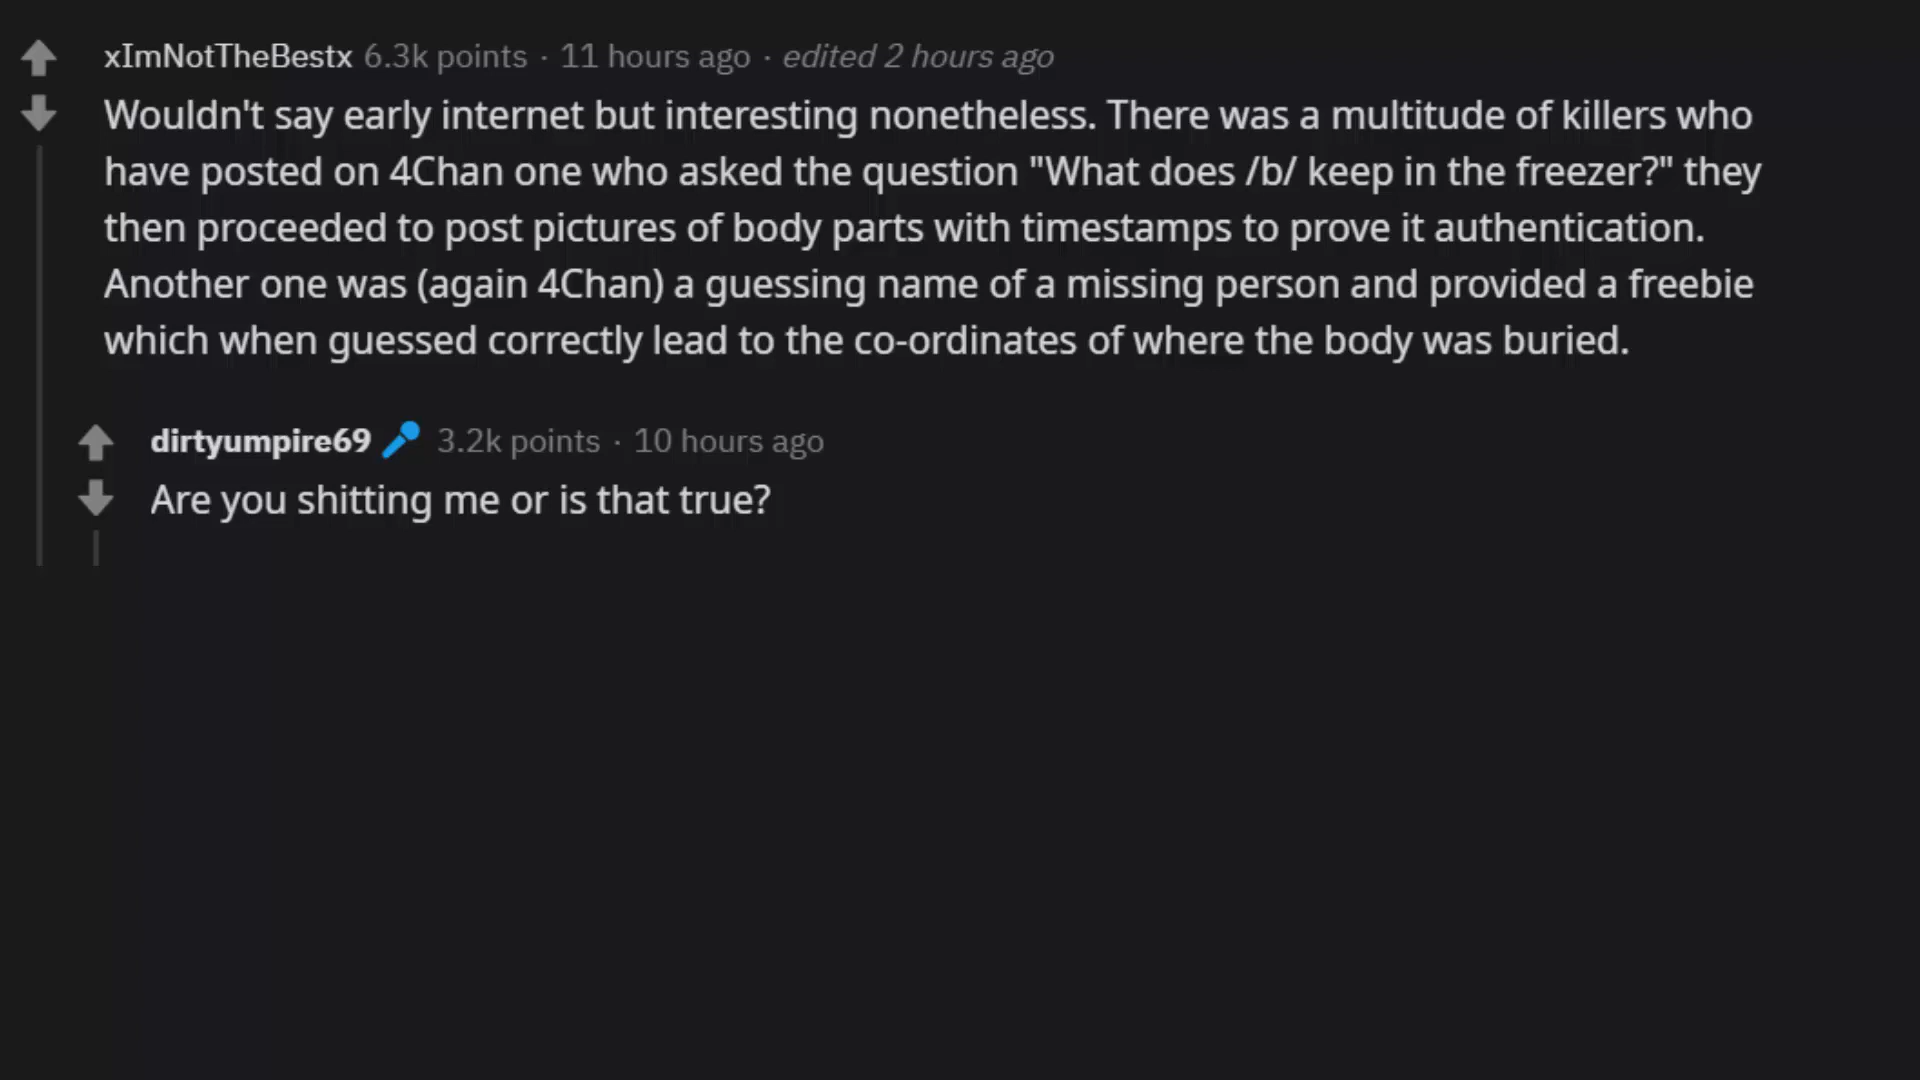 xImNotTheBestx 6.3k points · 11 hours ago · edited 2 hours ago
Wouldn't say early internet but interesting nonetheless. There was a multitude of killers who
have posted on 4Chan one who asked the question "What does /b/ keep in the freezer?" they
then proceeded to post pictures of body parts with timestamps to prove it authentication.
Another one was (again 4Chan) a guessing name of a missing person and provided a freebie
which when guessed correctly lead to the co-ordinates of where the body was buried.
dirtyumpire69 3.2k points · 10 hours ago
Are you shitting me or is that true?